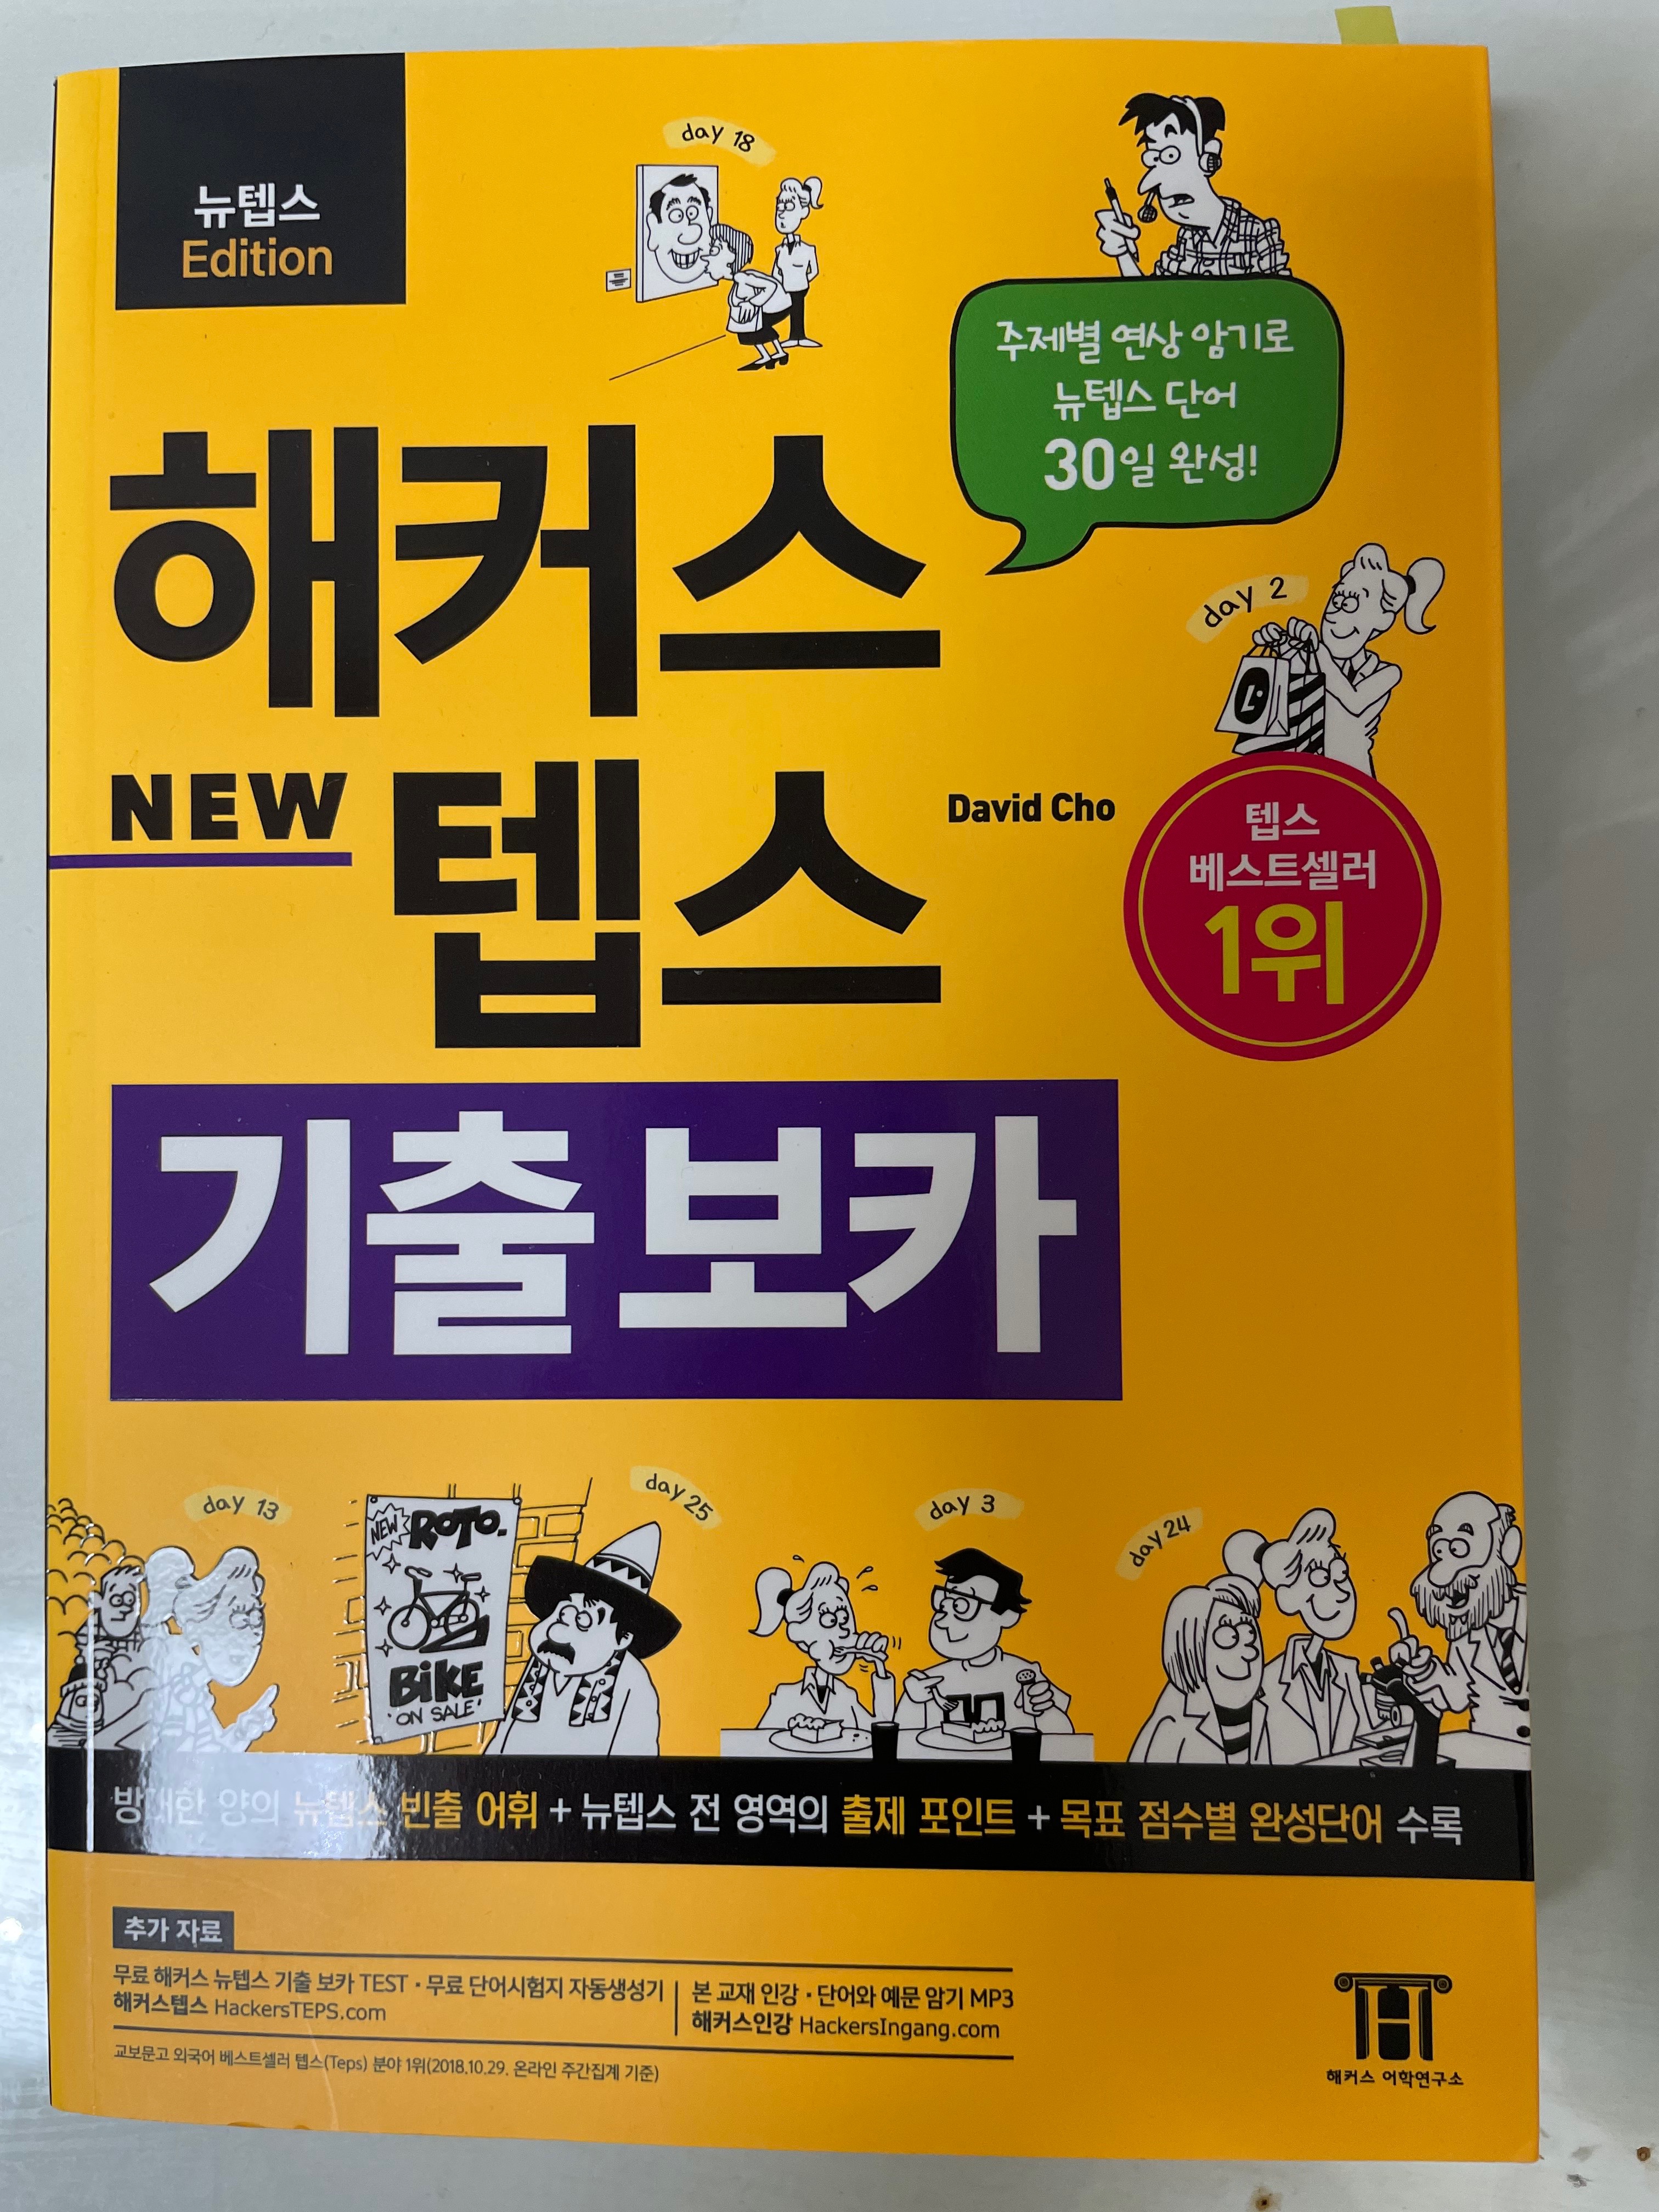 뉴텝스
Edition
day 18
주제별 연상 암기로
뉴텝스 단어
30일 완성!
해커스
day 2
NEW 텝스
David Cho
텝스
베스트셀러
1위
기출 보카
day 13
day 25
day 3
day 24
NEW ROTO.
BIKE
'ON SALE'
방대한 양의 뉴텝스 빈출 어휘 + 뉴텝스 전 영역의 출제 포인트 + 목표 점수별 완성단어 수록
추가 자료
무료 해커스 뉴텝스 기출 보카 TEST · 무료 단어시험지 자동생성기
해커스텝스 HackersTEPS.com
본 교재 인강 · 단어와 예문 암기 MP3
해커스인강 HackersIngang.com
교보문고 외국어 베스트셀러 텝스(Teps) 분야 1위(2018.10.29. 온라인 주간집계 기준)
해커스 어학연구소